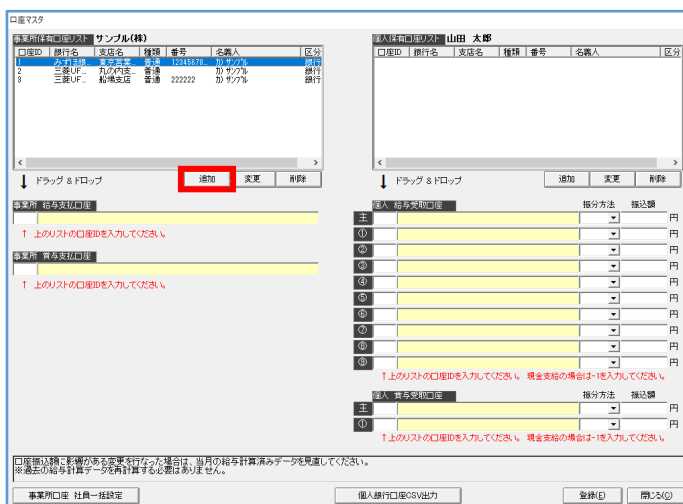 口座マスタ
事業所保有口座リスト サンプル(株)
口座ID 銀行名 支店名 種類 番号 名義人 区分
1 みずほ銀... 東京営業... 普通 12345678... カ) サンプル 銀行
2 三菱UF... 丸の内支... 普通 カ) サンプル 銀行
3 三菱UF... 船場支店 普通 222222 カ) サンプル 銀行
↓ ドラッグ & ドロップ 追加 変更 削除
事業所 給与支払口座
↑ 上のリストの口座IDを入力してください。
事業所 賞与支払口座
↑ 上のリストの口座IDを入力してください。
個人保有口座リスト 山田 太郎
口座ID 銀行名 支店名 種類 番号 名義人 区分
↓ ドラッグ & ドロップ 追加 変更 削除
個人 給与受取口座 振分方法 振込額
主 円
① 円
② 円
③ 円
④ 円
⑤ 円
⑥ 円
⑦ 円
⑧ 円
⑨ 円
↑上のリストの口座IDを入力してください。 現金支給の場合は-1を入力してください。
個人 賞与受取口座 振分方法 振込額
主 円
① 円
↑上のリストの口座IDを入力してください。 現金支給の場合は-1を入力してください。
口座振込額に影響がある変更を行なった場合は、当月の給与計算済みデータを見直してください。
※過去の給与計算データを再計算する必要はありません。
事業所口座 社員一括設定 個人銀行口座CSV出力 登録(E) 閉じる(C)